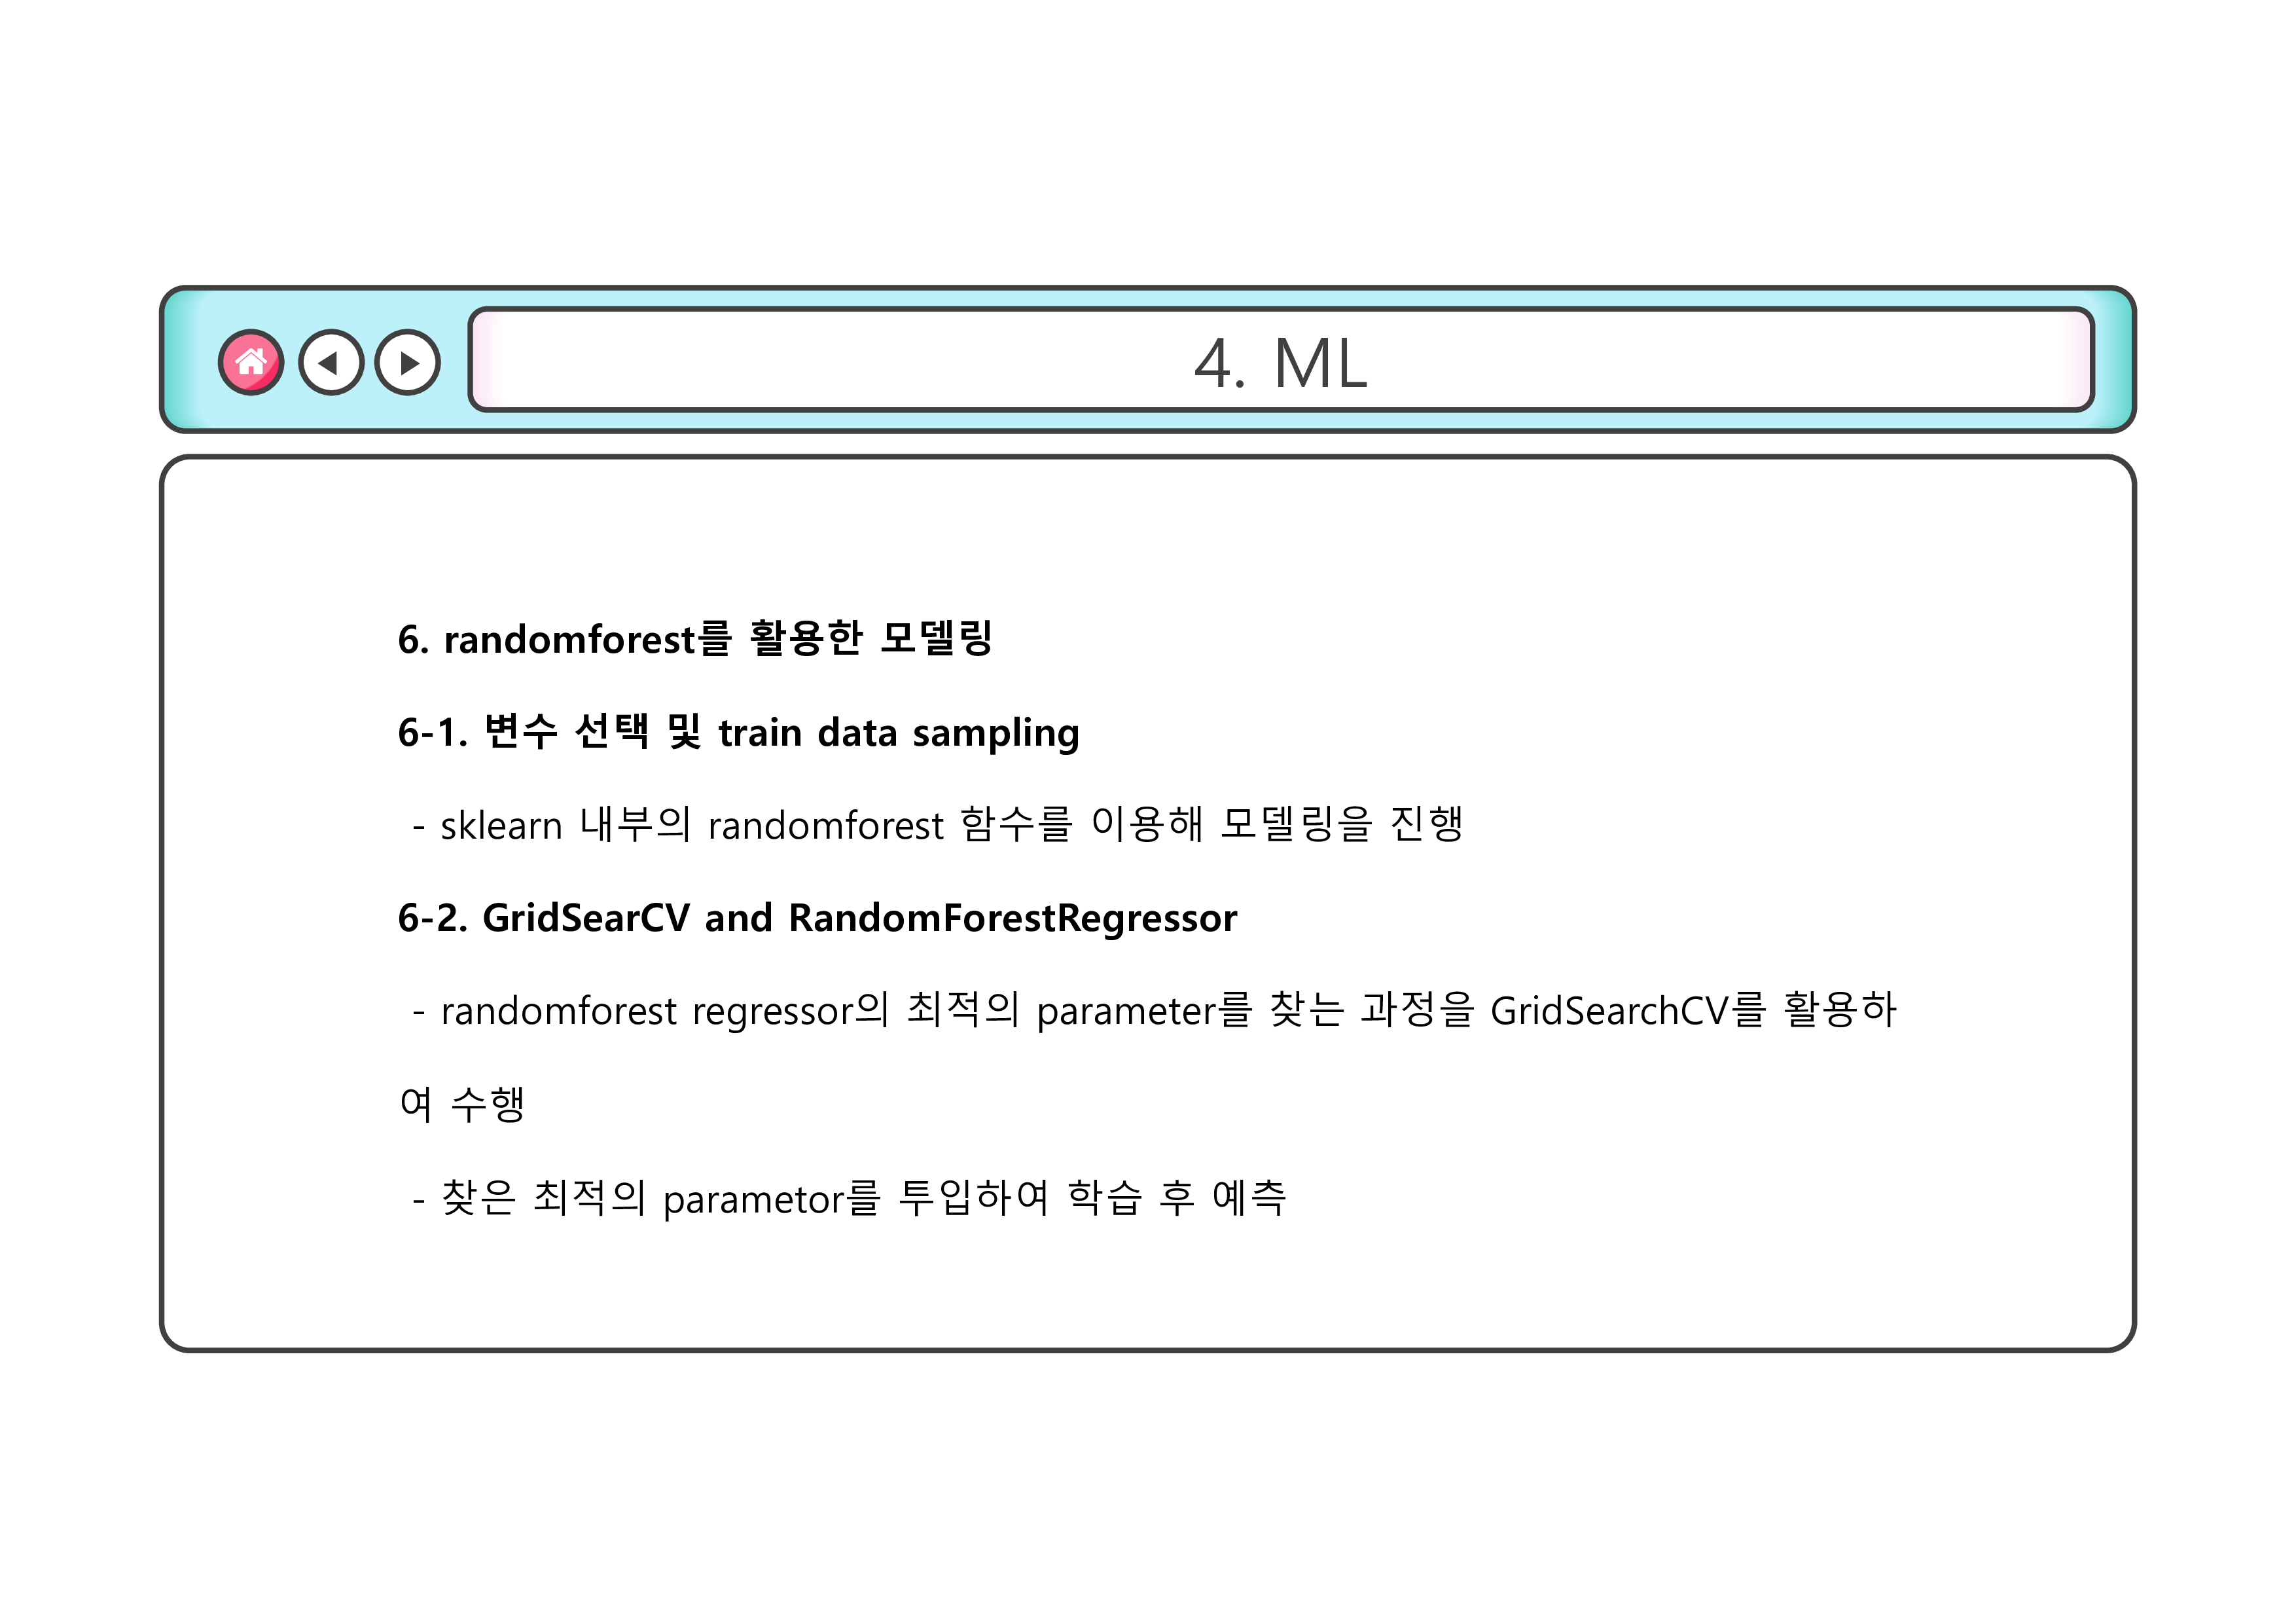 4. ML
6. randomforest를 활용한 모델링
6-1. 변수 선택 및 train data sampling
- sklearn 내부의 randomforest 함수를 이용해 모델링을 진행
6-2. GridSearCV and RandomForestRegressor
- randomforest regressor의 최적의 parameter를 찾는 과정을 GridSearchCV를 활용하
여 수행
- 찾은 최적의 parametor를 투입하여 학습 후 예측